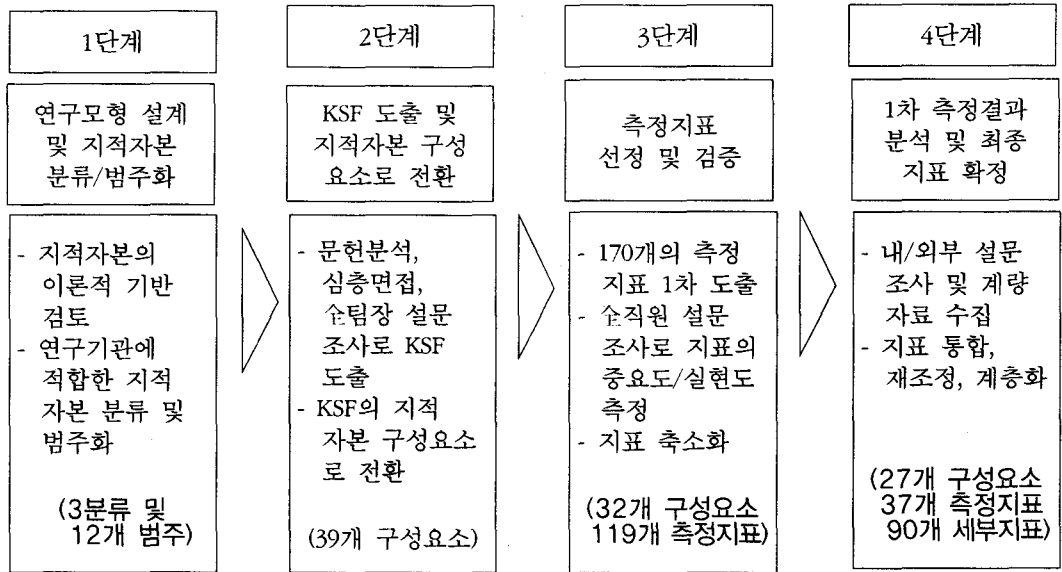 1단계
연구모형 설계
및 지적자본
분류/범주화
- 지적자본의
이론적 기반
검토
- 연구기관에
적합한 지적
자본 분류 및
범주화
(3분류 및
12개 범주)
2단계
KSF 도출 및
지적자본 구성
요소로 전환
- 문헌분석,
심층면접,
全팀장 설문
조사로 KSF
도출
- KSF의 지적
자본 구성요소
로 전환
(39개 구성요소)
3단계
측정지표
선정 및 검증
- 170개의 측정
지표 1차 도출
- 全직원 설문
조사로 지표의
중요도/실현도
측정
- 지표 축소화
(32개 구성요소
119개 측정지표)
4단계
1차 측정결과
분석 및 최종
지표 확정
- 내/외부 설문
조사 및 계량
자료 수집
- 지표 통합,
재조정, 계층화
(27개 구성요소
37개 측정지표
90개 세부지표)